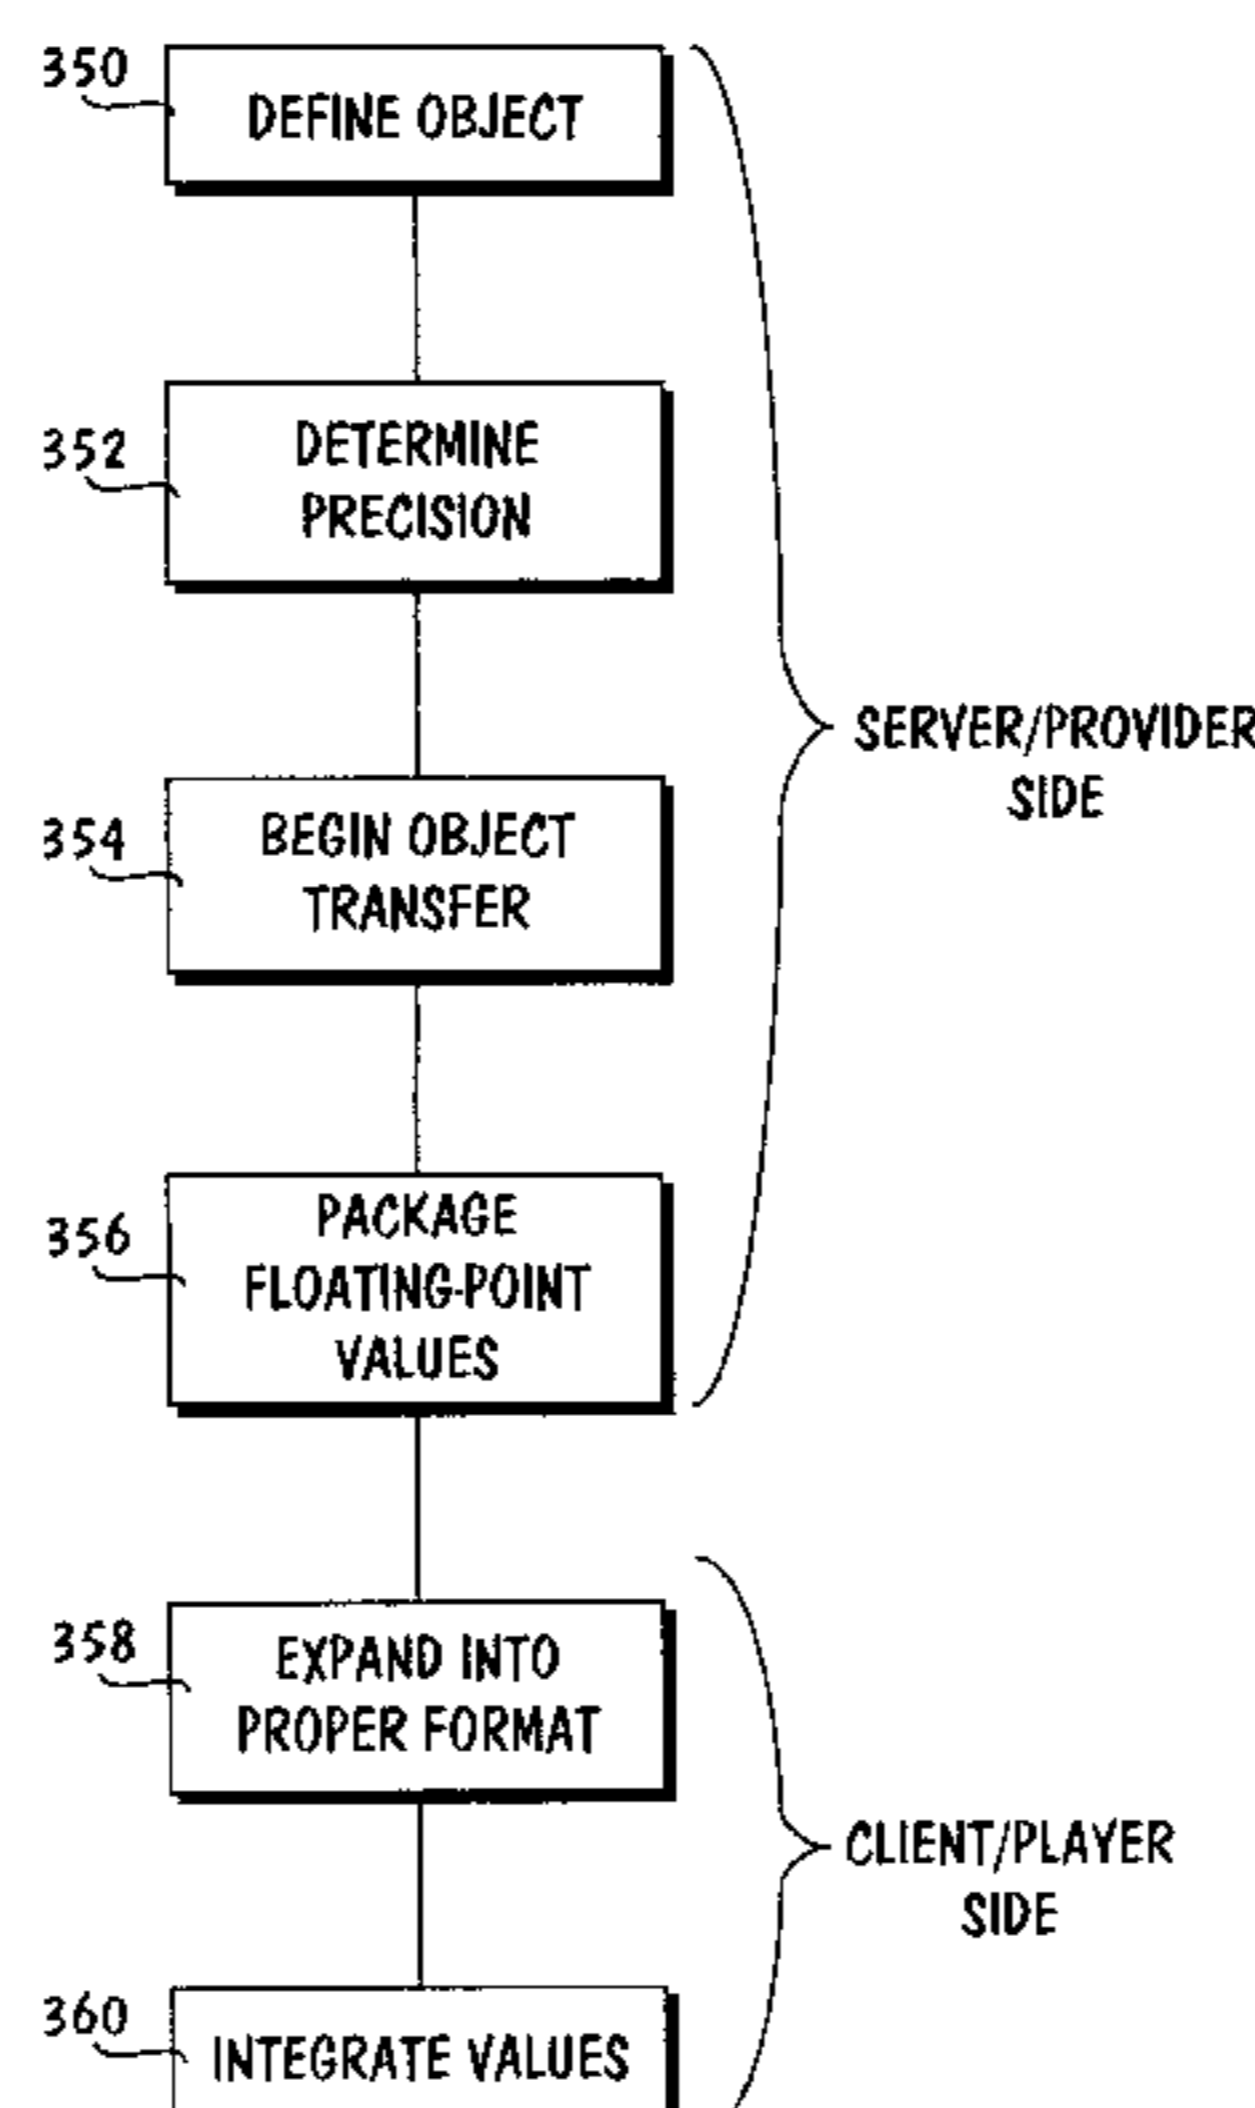 350
DEFINE OBJECT
352
DETERMINE
PRECISION
SERVER/PROVIDER
SIDE
354
BEGIN OBJECT
TRANSFER
356
PACKAGE
FLOATING-POINT
VALUES
358
EXPAND INTO
PROPER FORMAT
CLIENT/PLAYER
SIDE
360
INTEGRATE VALUES